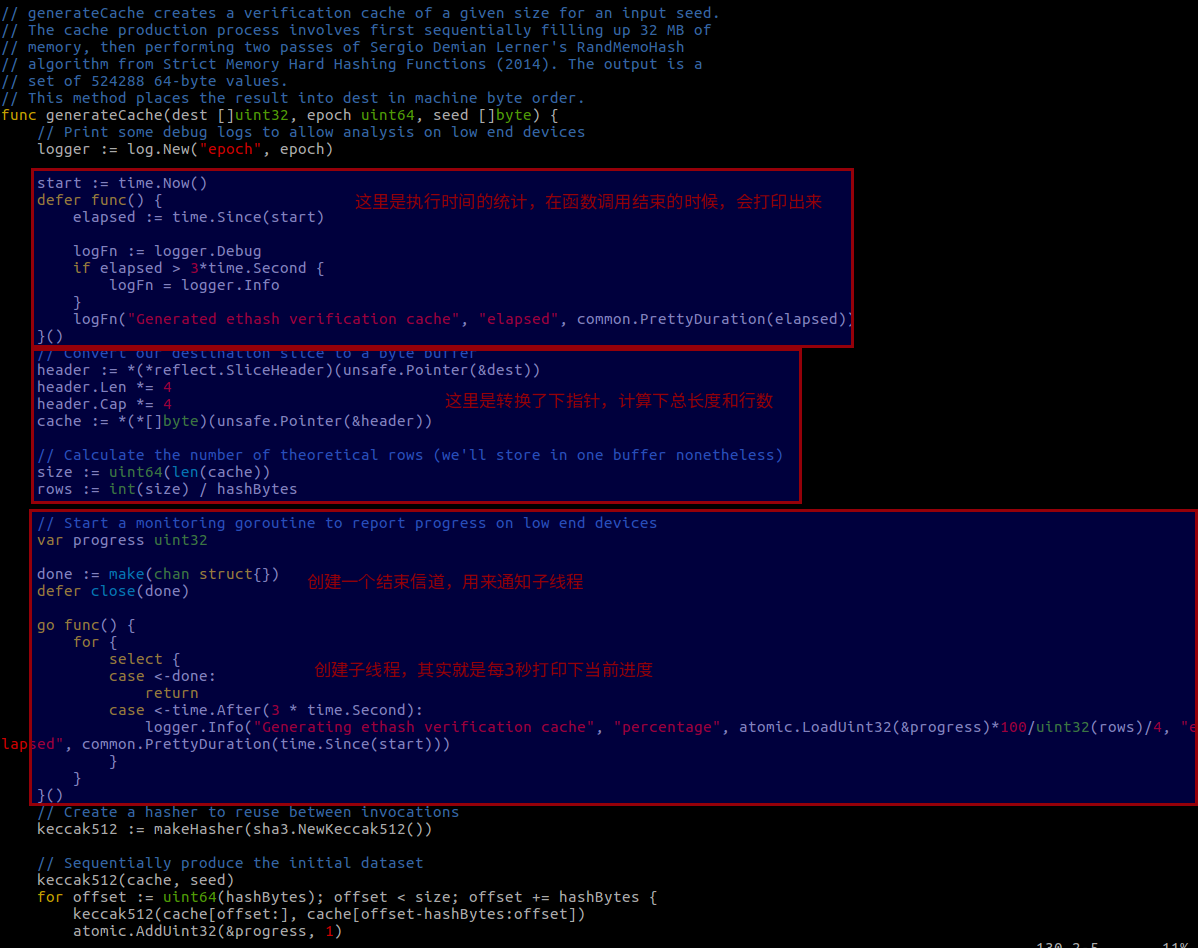 // generateCache creates a verification cache of a given size for an input seed.
// The cache production process involves first sequentially filling up 32 MB of
// memory, then performing two passes of Sergio Demian Lerner's RandMemoHash
// algorithm from Strict Memory Hard Hashing Functions (2014). The output is a
// set of 524288 64-byte values.
// This method places the result into dest in machine byte order.
func generateCache(dest []uint32, epoch uint64, seed []byte) {
    // Print some debug logs to allow analysis on low end devices
    logger := log.New("epoch", epoch)
    start := time.Now()
    defer func() {
这里是执行时间的统计，在函数调用结束的时候，会打印出来
        elapsed := time.Since(start)
        logFn := logger.Debug
        if elapsed > 3*time.Second {
            logFn = logger.Info
        }
        logFn("Generated ethash verification cache", "elapsed", common.PrettyDuration(elapsed))
    }()
    // Convert our destination slice to a byte buffer
    header := *(*reflect.SliceHeader)(unsafe.Pointer(&dest))
    header.Len *= 4
    header.Cap *= 4
这里是转换了下指针，计算下总长度和行数
    cache := *(*[]byte)(unsafe.Pointer(&header))
    // Calculate the number of theoretical rows (we'll store in one buffer nonetheless)
    size := uint64(len(cache))
    rows := int(size) / hashBytes
    // Start a monitoring goroutine to report progress on low end devices
    var progress uint32
    done := make(chan struct{})
创建一个结束信道，用来通知子线程
    defer close(done)
    go func() {
        for {
            select {
创建子线程，其实就是每3秒打印下当前进度
            case <-done:
                return
            case <-time.After(3 * time.Second):
                logger.Info("Generating ethash verification cache", "percentage", atomic.LoadUint32(&progress)*100/uint32(rows)/4, "e
lapsed", common.PrettyDuration(time.Since(start)))
            }
        }
    }()
    // Create a hasher to reuse between invocations
    keccak512 := makeHasher(sha3.NewKeccak512())
    // Sequentially produce the initial dataset
    keccak512(cache, seed)
    for offset := uint64(hashBytes); offset < size; offset += hashBytes {
        keccak512(cache[offset:], cache[offset-hashBytes:offset])
        atomic.AddUint32(&progress, 1)